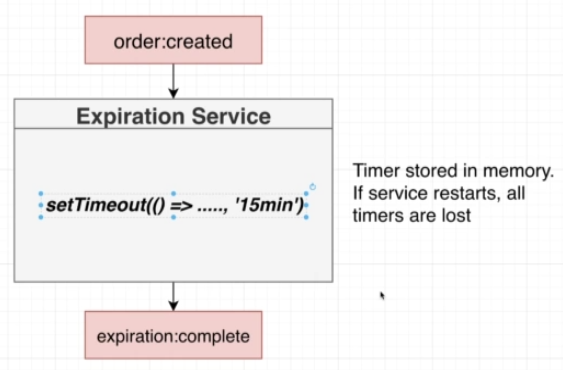 order:created
Expiration Service
setTimeout(() => ....., '15min')
Timer stored in memory.
If service restarts, all
timers are lost
expiration:complete